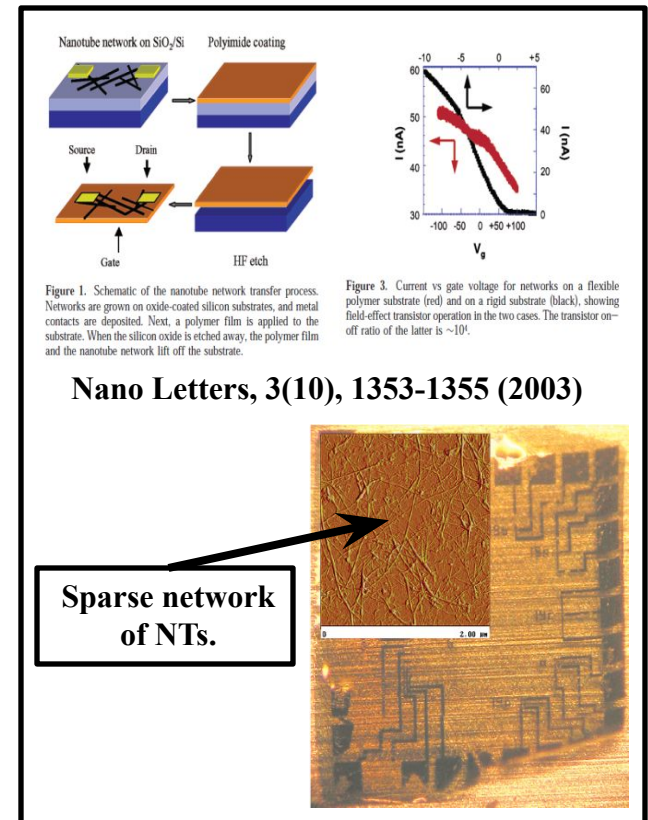 Nanotube network on SiO₂/Si
Polyimide coating
Source
Drain
Gate
HF etch
Figure 1. Schematic of the nanotube network transfer process.
Networks are grown on oxide-coated silicon substrates, and metal
contacts are deposited. Next, a polymer film is applied to the
substrate. When the silicon oxide is etched away, the polymer film
and the nanotube network lift off the substrate.
-10 -5 0 +5
60
50
40
30
I (nA)
60
40
20
0
I (nA)
-100 -50 0 +50 +100
Vg
Figure 3. Current vs gate voltage for networks on a flexible
polymer substrate (red) and on a rigid substrate (black), showing
field-effect transistor operation in the two cases. The transistor on-
off ratio of the latter is ~10⁴.
Nano Letters, 3(10), 1353-1355 (2003)
Sparse network
of NTs.
0 2.00 µm